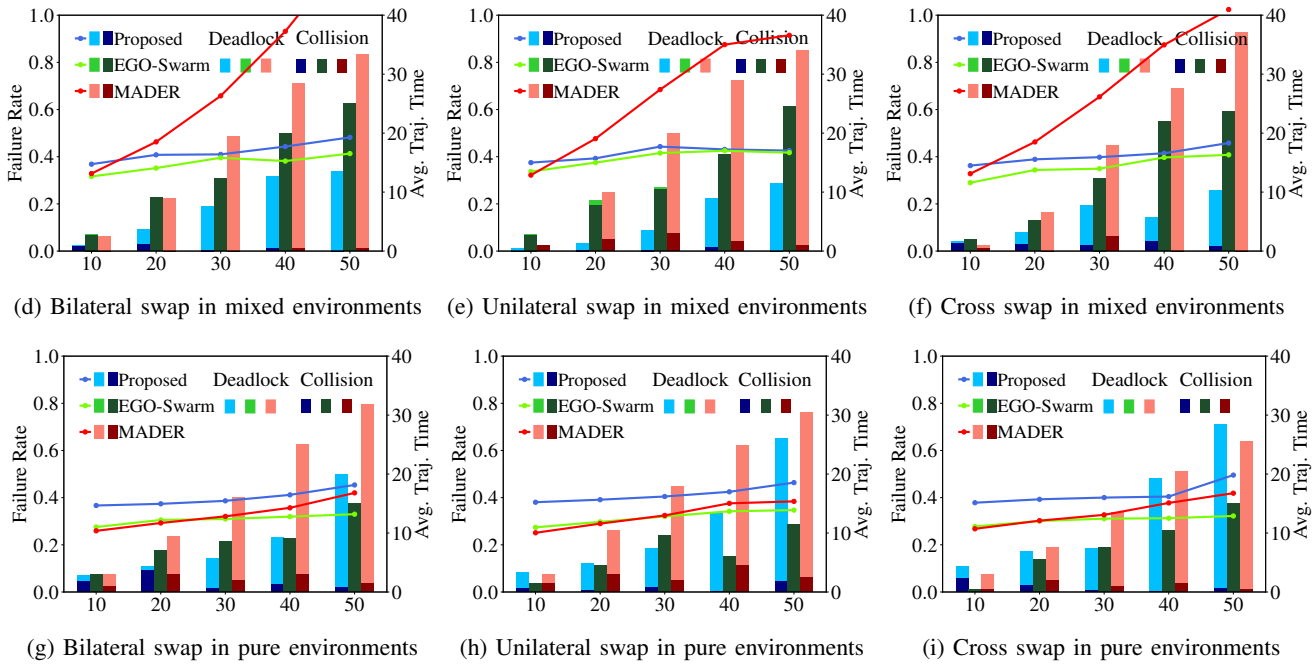 1.0
0.8
0.6
0.4
0.2
0.0
Failure Rate
Proposed Deadlock Collision
EGO-Swarm
MADER
40
30
20
10
0
Avg. Traj. Time
10 20 30 40 50
(d) Bilateral swap in mixed environments
1.0
0.8
0.6
0.4
0.2
0.0
Failure Rate
Proposed Deadlock Collision
EGO-Swarm
MADER
40
30
20
10
0
Avg. Traj. Time
10 20 30 40 50
(e) Unilateral swap in mixed environments
1.0
0.8
0.6
0.4
0.2
0.0
Failure Rate
Proposed Deadlock Collision
EGO-Swarm
MADER
40
30
20
10
0
Avg. Traj. Time
10 20 30 40 50
(f) Cross swap in mixed environments
1.0
0.8
0.6
0.4
0.2
0.0
Failure Rate
Proposed Deadlock Collision
EGO-Swarm
MADER
40
30
20
10
0
Avg. Traj. Time
10 20 30 40 50
(g) Bilateral swap in pure environments
1.0
0.8
0.6
0.4
0.2
0.0
Failure Rate
Proposed Deadlock Collision
EGO-Swarm
MADER
40
30
20
10
0
Avg. Traj. Time
10 20 30 40 50
(h) Unilateral swap in pure environments
1.0
0.8
0.6
0.4
0.2
0.0
Failure Rate
Proposed Deadlock Collision
EGO-Swarm
MADER
40
30
20
10
0
Avg. Traj. Time
10 20 30 40 50
(i) Cross swap in pure environments